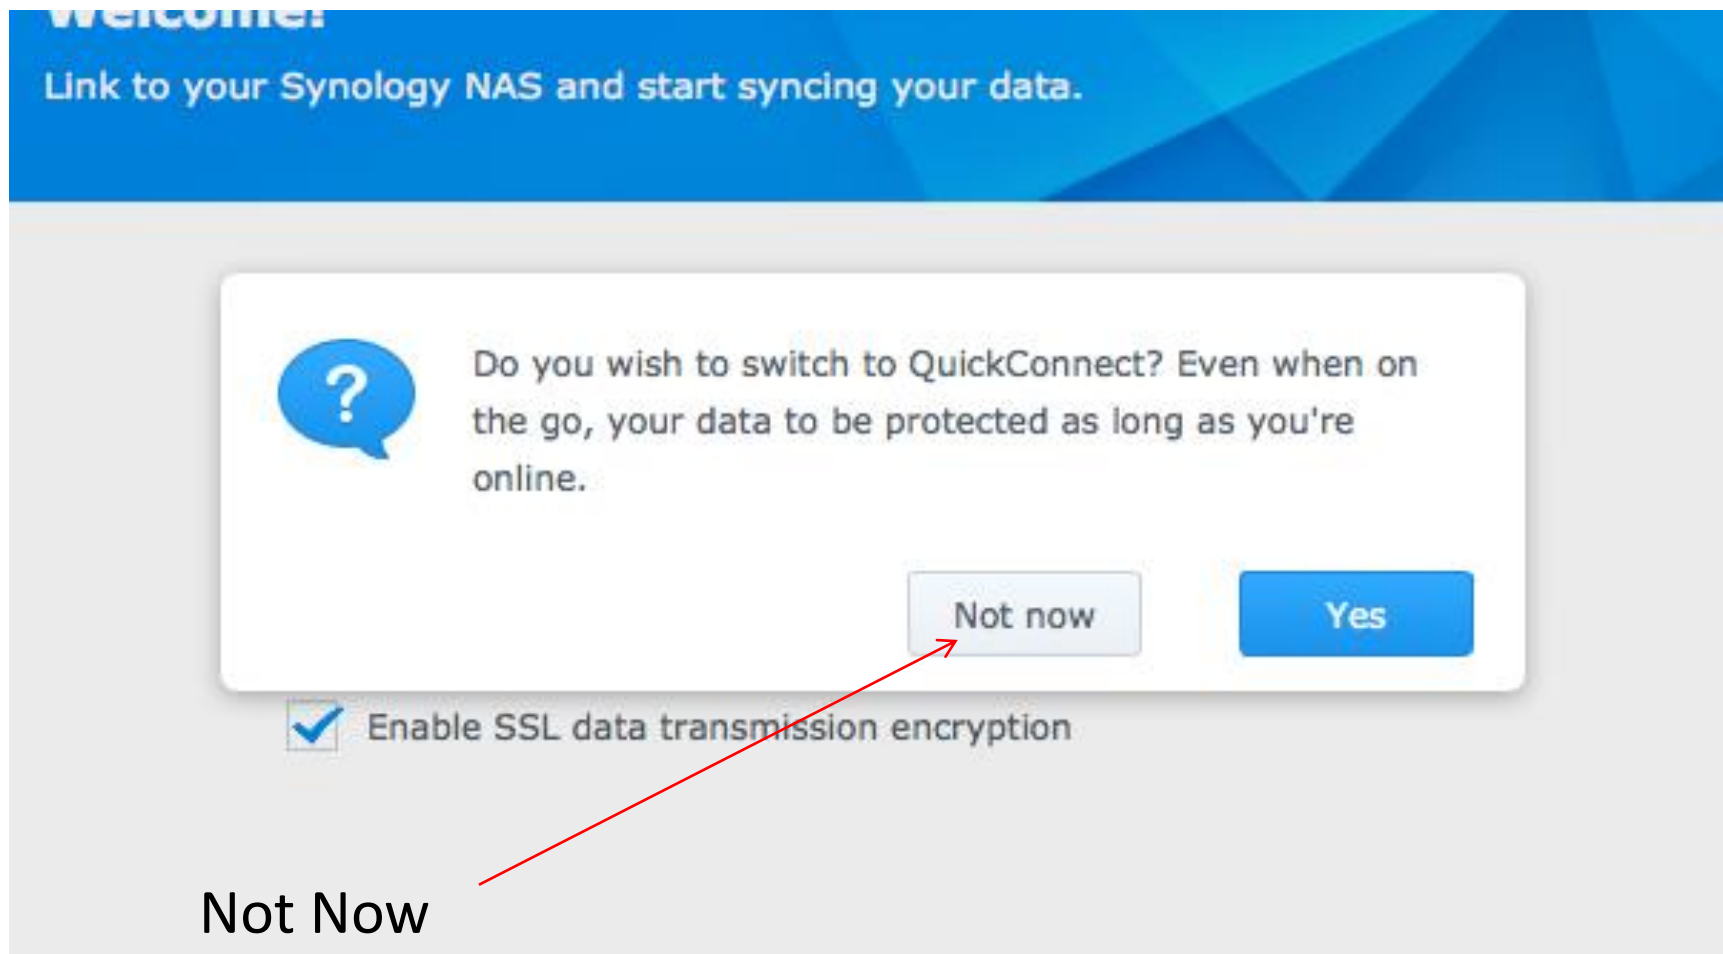 Welcome!
Link to your Synology NAS and start syncing your data.
Do you wish to switch to QuickConnect? Even when on
the go, your data to be protected as long as you're
online.
Not now
Yes
Enable SSL data transmission encryption
Not Now